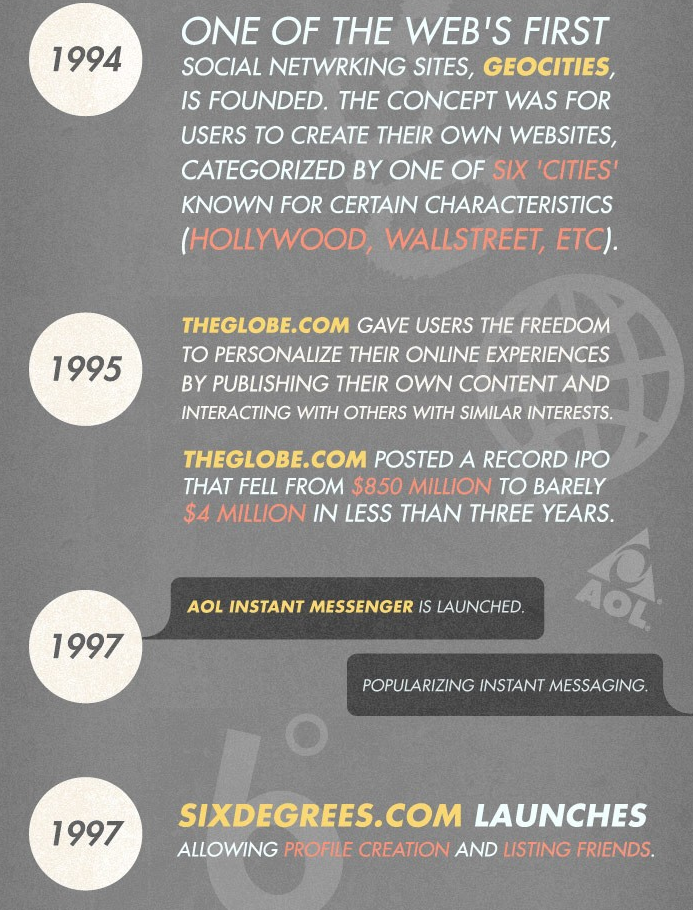 1994
ONE OF THE WEB'S FIRST
SOCIAL NETWRKING SITES, GEOCITIES,
IS FOUNDED. THE CONCEPT WAS FOR
USERS TO CREATE THEIR OWN WEBSITES,
CATEGORIZED BY ONE OF SIX 'CITIES'
KNOWN FOR CERTAIN CHARACTERISTICS
(HOLLYWOOD, WALLSTREET, ETC).
1995
THEGLOBE.COM GAVE USERS THE FREEDOM
TO PERSONALIZE THEIR ONLINE EXPERIENCES
BY PUBLISHING THEIR OWN CONTENT AND
INTERACTING WITH OTHERS WITH SIMILAR INTERESTS.
THEGLOBE.COM POSTED A RECORD IPO
THAT FELL FROM $850 MILLION TO BARELY
$4 MILLION IN LESS THAN THREE YEARS.
1997
AOL INSTANT MESSENGER IS LAUNCHED.
AOL.
POPULARIZING INSTANT MESSAGING.
6°
1997
SIXDEGREES.COM LAUNCHES
ALLOWING PROFILE CREATION AND LISTING FRIENDS.